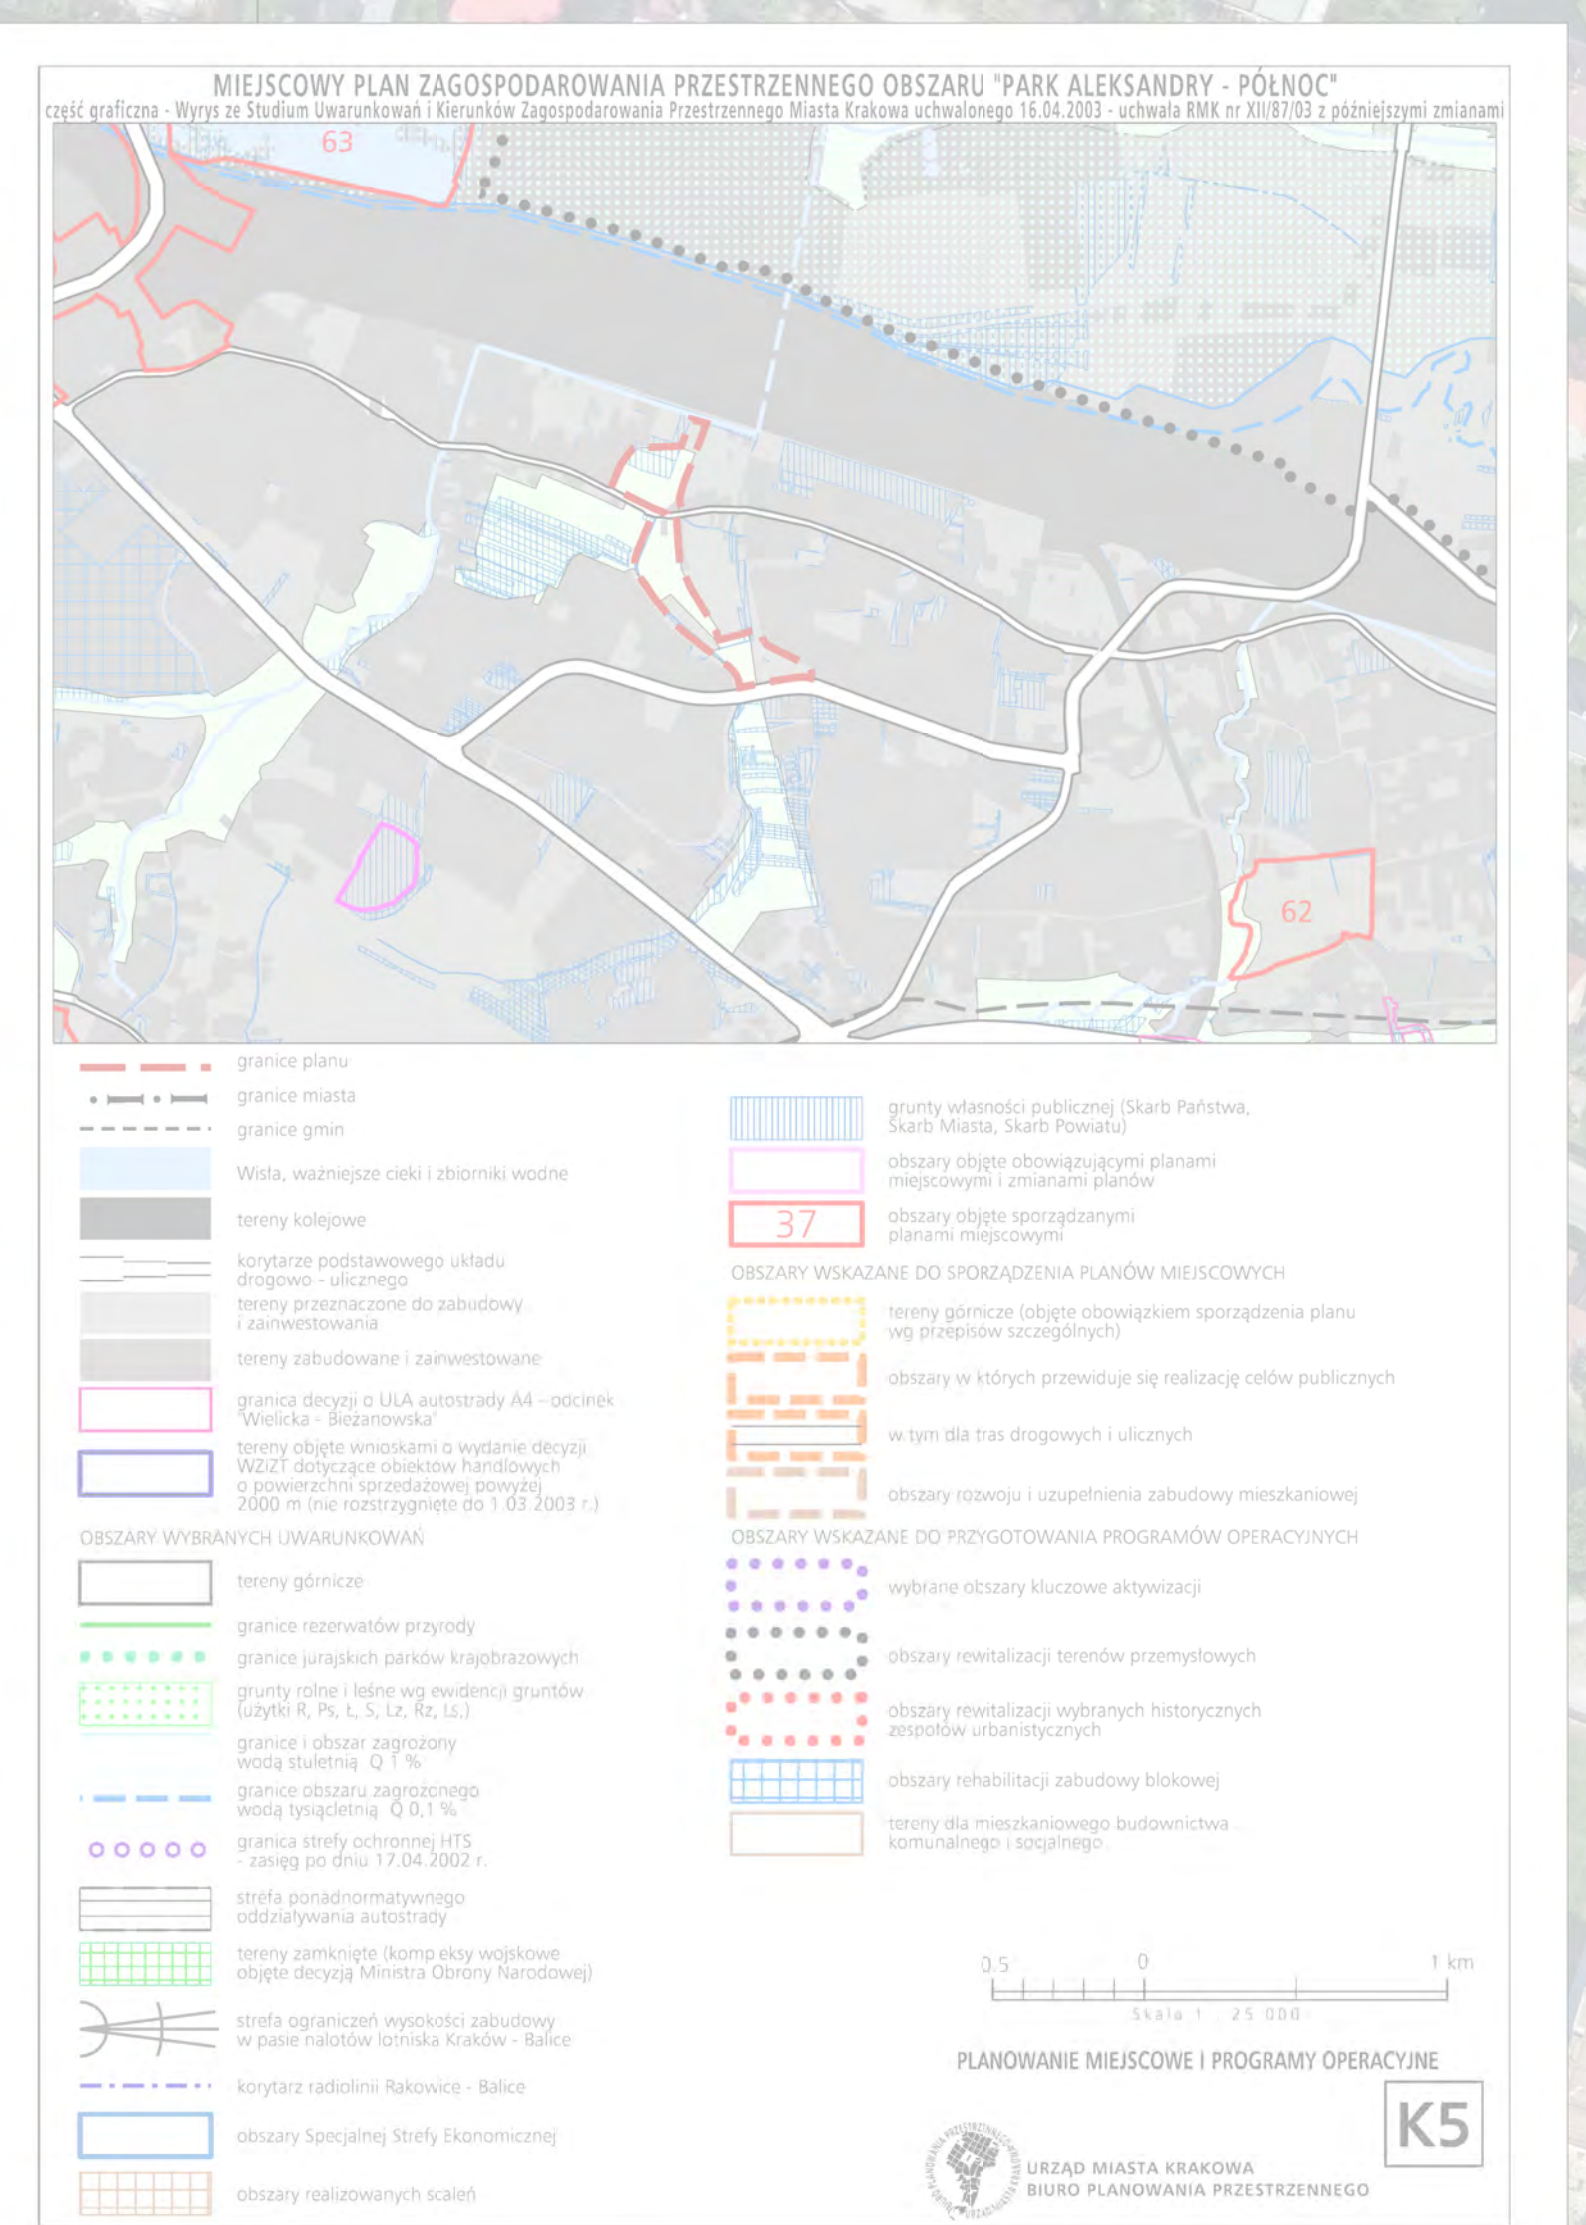 MIEJSCOWY PLAN ZAGOSPODAROWANIA PRZESTRZENNEGO OBSZARU "PARK ALEKSANDRY - PÓŁNOC"
część graficzna - Wyrys ze Studium Uwarunkowań i Kierunków Zagospodarowania Przestrzennego Miasta Krakowa uchwalonego 16.04.2003 - uchwała RMK nr XII/87/03 z późniejszymi zmianami
63
62
granice planu
granice miasta
granice gmin
Wisła, ważniejsze cieki i zbiorniki wodne
tereny kolejowe
korytarze podstawowego układu
drogowo - ulicznego
tereny przeznaczone do zabudowy
i zainwestowania
tereny zabudowane i zainwestowane
granica decyzji o ULA autostrady A4 - odcinek
"Wielicka - Bieżanowska"
tereny objęte wnioskami o wydanie decyzji
WZiZT dotyczące obiektów handlowych
o powierzchni sprzedażowej powyżej
2000 m (nie rozstrzygnięte do 1.03.2003 r.)
OBSZARY WYBRANYCH UWARUNKOWAŃ
tereny górnicze
granice rezerwatów przyrody
granice jurajskich parków krajobrazowych
grunty rolne i leśne wg ewidencji gruntów
(użytki R, Ps, Ł, S, Lz, Rz, Ls,)
granice i obszar zagrożony
wodą stuletnią Q 1 %
granice obszaru zagrożonego
wodą tysiącletnią Q 0,1 %
granica strefy ochronnej HTS
- zasięg po dniu 17.04.2002 r.
strefa ponadnormatywnego
oddziaływania autostrady
tereny zamknięte (kompleksy wojskowe
objęte decyzją Ministra Obrony Narodowej)
strefa ograniczeń wysokości zabudowy
w pasie nalotów lotniska Kraków - Balice
korytarz radiolinii Rakowice - Balice
obszary Specjalnej Strefy Ekonomicznej
obszary realizowanych scaleń
grunty własności publicznej (Skarb Państwa,
Skarb Miasta, Skarb Powiatu)
obszary objęte obowiązującymi planami
miejscowymi i zmianami planów
37
obszary objęte sporządzanymi
planami miejscowymi
OBSZARY WSKAZANE DO SPORZĄDZENIA PLANÓW MIEJSCOWYCH
tereny górnicze (objęte obowiązkiem sporządzenia planu
wg przepisów szczególnych)
obszary w których przewiduje się realizację celów publicznych
w tym dla tras drogowych i ulicznych
obszary rozwoju i uzupełnienia zabudowy mieszkaniowej
OBSZARY WSKAZANE DO PRZYGOTOWANIA PROGRAMÓW OPERACYJNYCH
wybrane obszary kluczowe aktywizacji
obszary rewitalizacji terenów przemysłowych
obszary rewitalizacji wybranych historycznych
zespołów urbanistycznych
obszary rehabilitacji zabudowy blokowej
tereny dla mieszkaniowego budownictwa
komunalnego i socjalnego
0.5 0 1 km
Skala 1 : 25 000
PLANOWANIE MIEJSCOWE I PROGRAMY OPERACYJNE
K5
URZĄD MIASTA KRAKOWA
BIURO PLANOWANIA PRZESTRZENNEGO